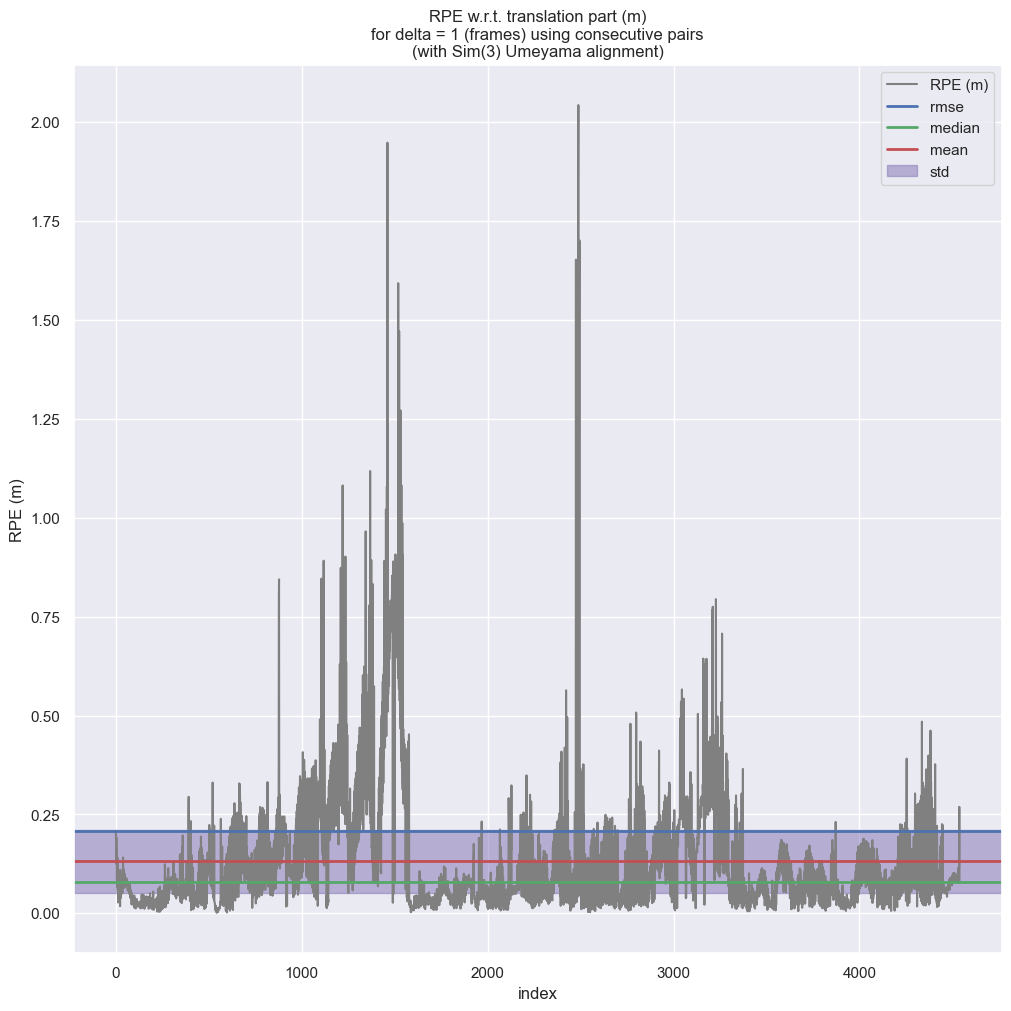 RPE w.r.t. translation part (m)
for delta = 1 (frames) using consecutive pairs
(with Sim(3) Umeyama alignment)
RPE (m)
rmse
median
mean
std
2.00
1.75
1.50
1.25
1.00
0.75
0.50
0.25
0.00
RPE (m)
0
1000
2000
3000
4000
index